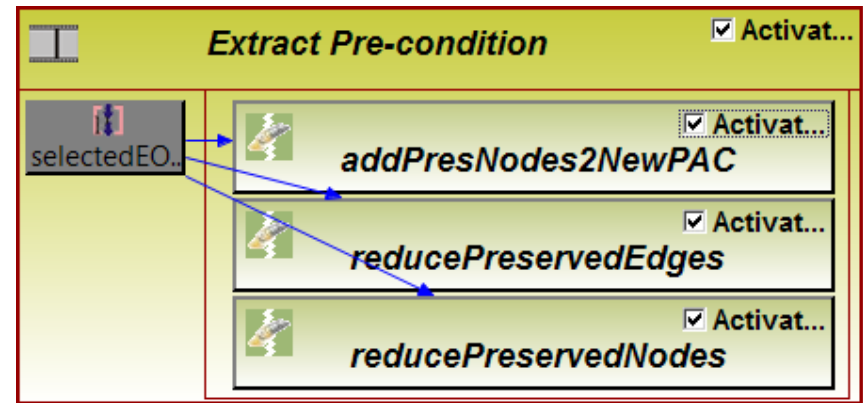 Extract Pre-condition
Activat...
selectedEO..
Activat...
addPresNodes2NewPAC
Activat...
reducePreservedEdges
Activat...
reducePreservedNodes